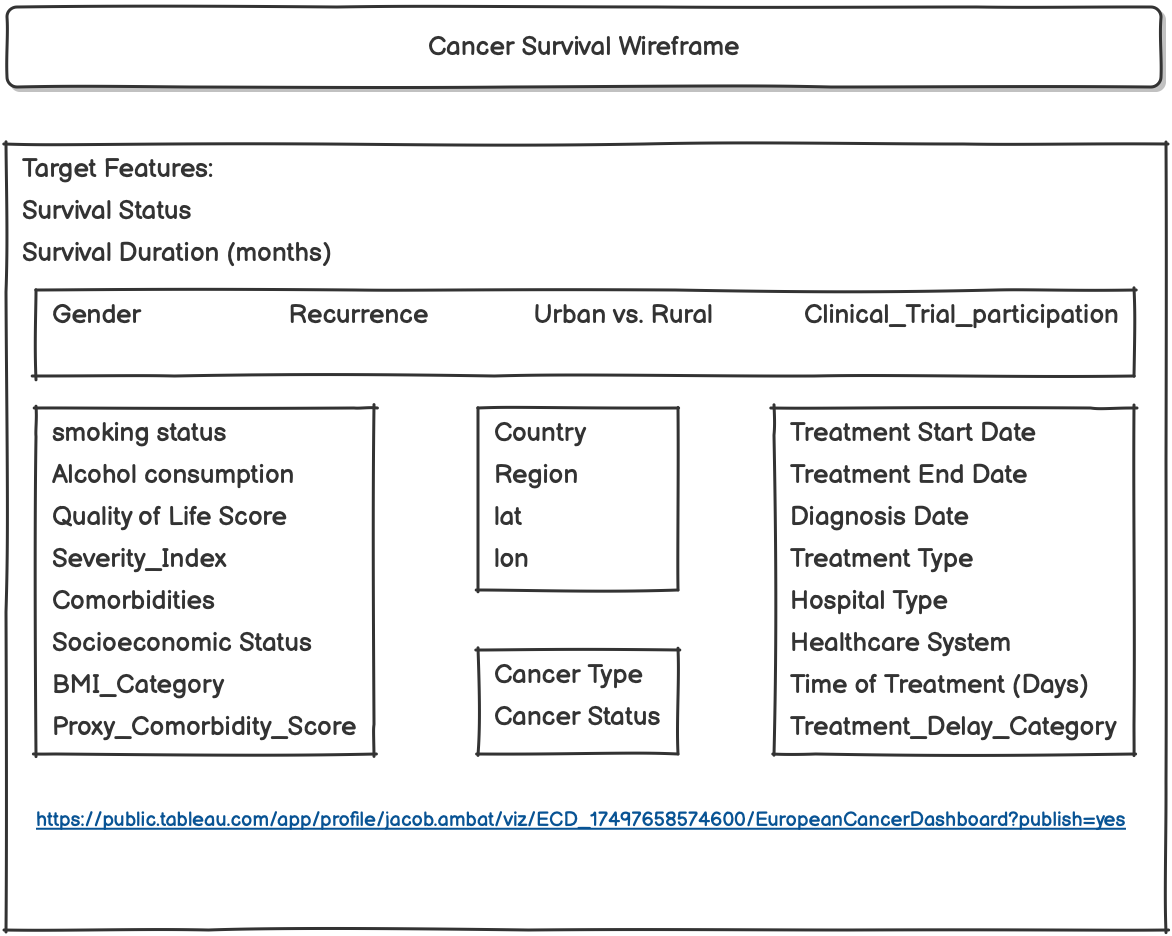 Cancer Survival Wireframe
Target Features:
Survival Status
Survival Duration (months)
Gender Recurrence Urban vs. Rural Clinical_Trial_participation
smoking status
Alcohol consumption
Quality of Life Score
Severity_Index
Comorbidities
Socioeconomic Status
BMI_Category
Proxy_Comorbidity_Score
Country
Region
lat
lon
Cancer Type
Cancer Status
Treatment Start Date
Treatment End Date
Diagnosis Date
Treatment Type
Hospital Type
Healthcare System
Time of Treatment (Days)
Treatment_Delay_Category
https://public.tableau.com/app/profile/jacob.ambat/viz/ECD_17497658574600/EuropeanCancerDashboard?publish=yes